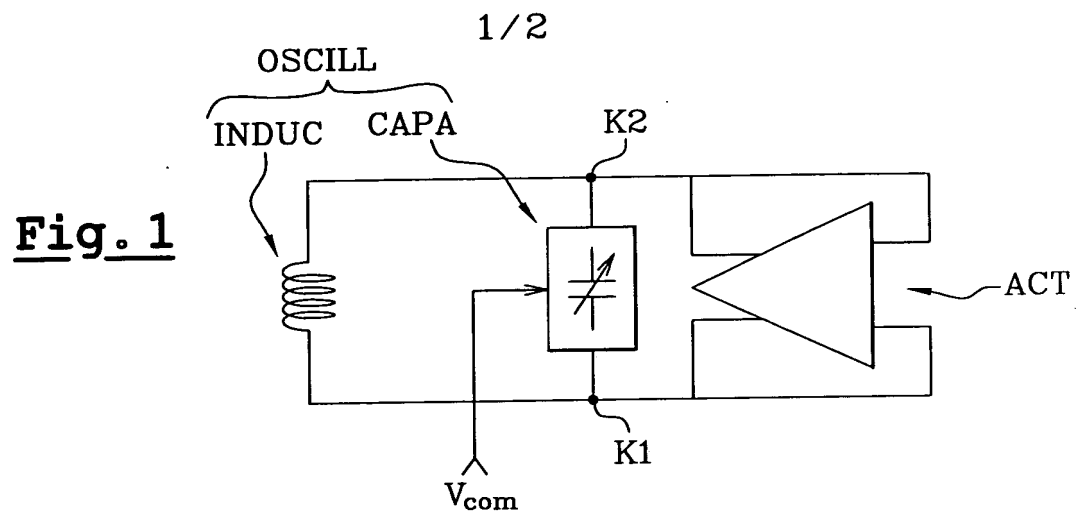 1/2
OSCILL
INDUC CAPA
K2
Fig. 1
ACT
K1
Vcom